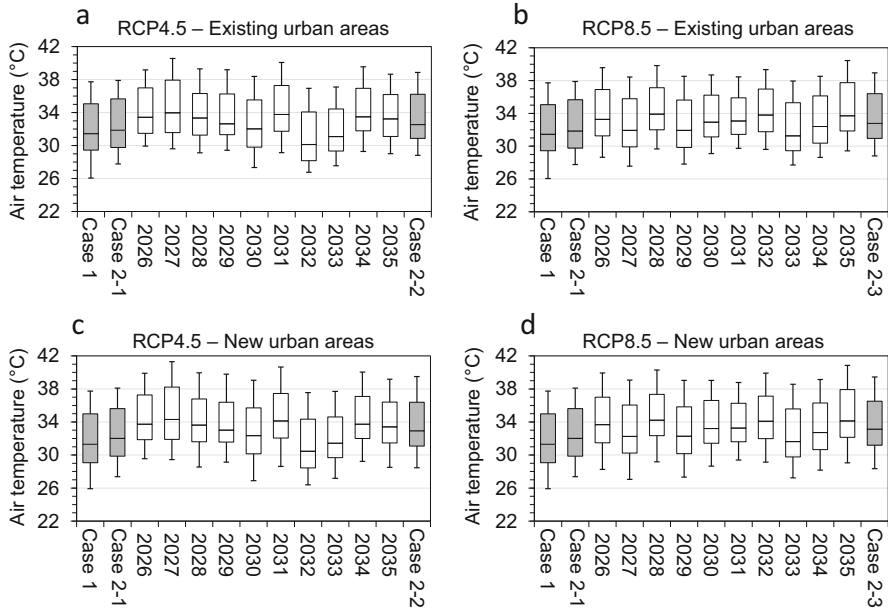 a
RCP4.5 – Existing urban areas
Air temperature (°C)
42
38
34
30
26
22
Case 1
Case 2-1
2026
2027
2028
2029
2030
2031
2032
2033
2034
2035
Case 2-2
b
RCP8.5 – Existing urban areas
Air temperature (°C)
42
38
34
30
26
22
Case 1
Case 2-1
2026
2027
2028
2029
2030
2031
2032
2033
2034
2035
Case 2-3
c
RCP4.5 – New urban areas
Air temperature (°C)
42
38
34
30
26
22
Case 1
Case 2-1
2026
2027
2028
2029
2030
2031
2032
2033
2034
2035
Case 2-2
d
RCP8.5 – New urban areas
Air temperature (°C)
42
38
34
30
26
22
Case 1
Case 2-1
2026
2027
2028
2029
2030
2031
2032
2033
2034
2035
Case 2-3